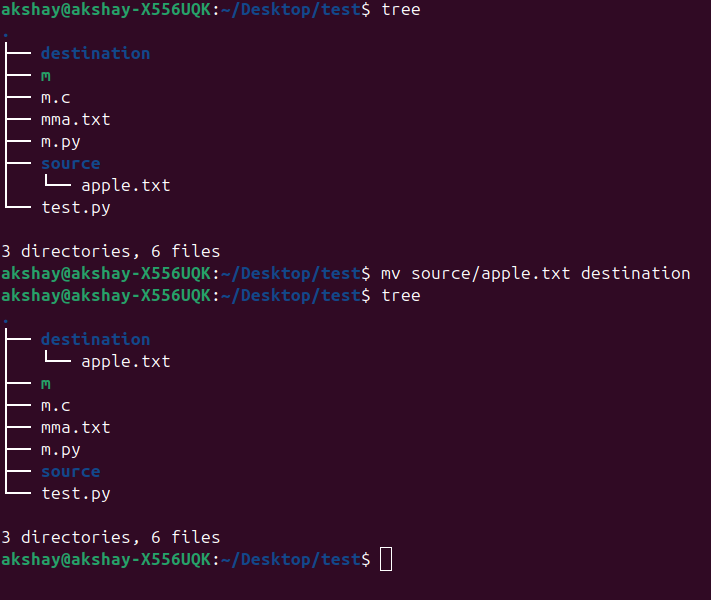 akshay@akshay-X556UQK:~/Desktop/test$ tree
.
├── destination
├── m
├── m.c
├── mma.txt
├── m.py
├── source
│   └── apple.txt
└── test.py
3 directories, 6 files
akshay@akshay-X556UQK:~/Desktop/test$ mv source/apple.txt destination
akshay@akshay-X556UQK:~/Desktop/test$ tree
.
├── destination
│   └── apple.txt
├── m
├── m.c
├── mma.txt
├── m.py
├── source
└── test.py
3 directories, 6 files
akshay@akshay-X556UQK:~/Desktop/test$